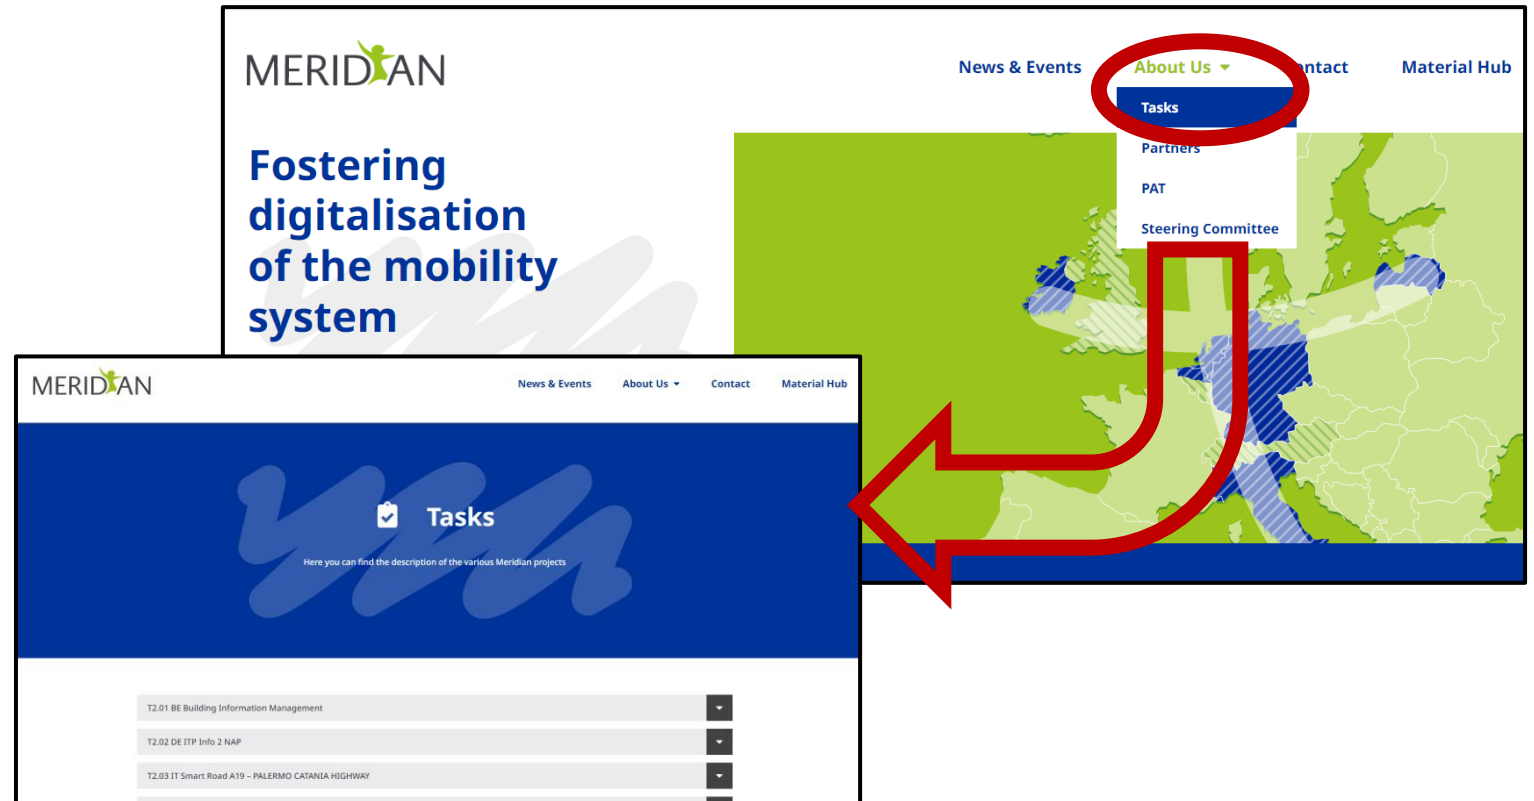 MERIDIAN
News & Events
About Us
Contact
Material Hub
Tasks
Partners
PAT
Steering Committee
Fostering
digitalisation
of the mobility
system
MERIDIAN
News & Events
About Us
Contact
Material Hub
Tasks
Here you can find the description of the various Meridian projects
T2.01 BE Building Information Management
T2.02 DE ITP Info 2 NAP
T2.03 IT Smart Road A19 – PALERMO CATANIA HIGHWAY